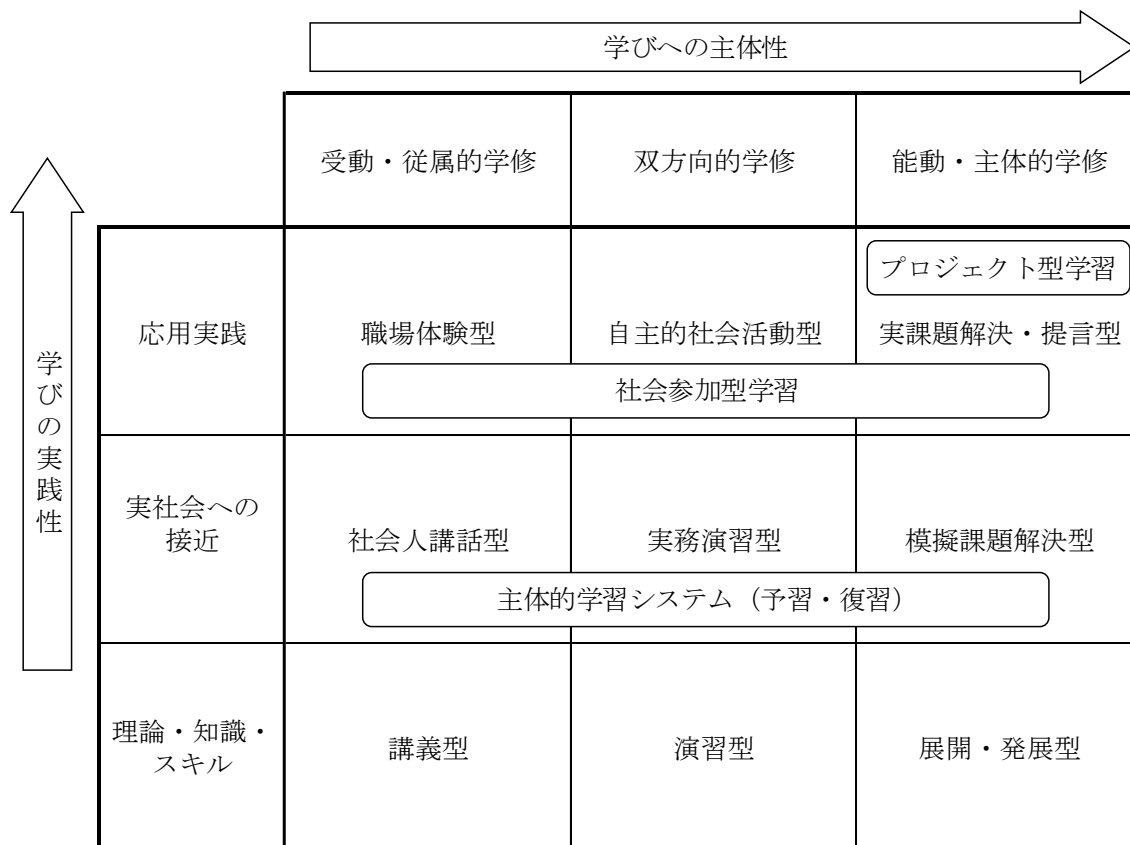 学びへの主体性
受動・従属的学修
双方向的学修
能動・主体的学修
学びの実践性
プロジェクト型学習
応用実践
職場体験型
自主的社会活動型
実課題解決・提言型
社会参加型学習
実社会への
接近
社会人講話型
実務演習型
模擬課題解決型
主体的学習システム（予習・復習）
理論・知識・
スキル
講義型
演習型
展開・発展型